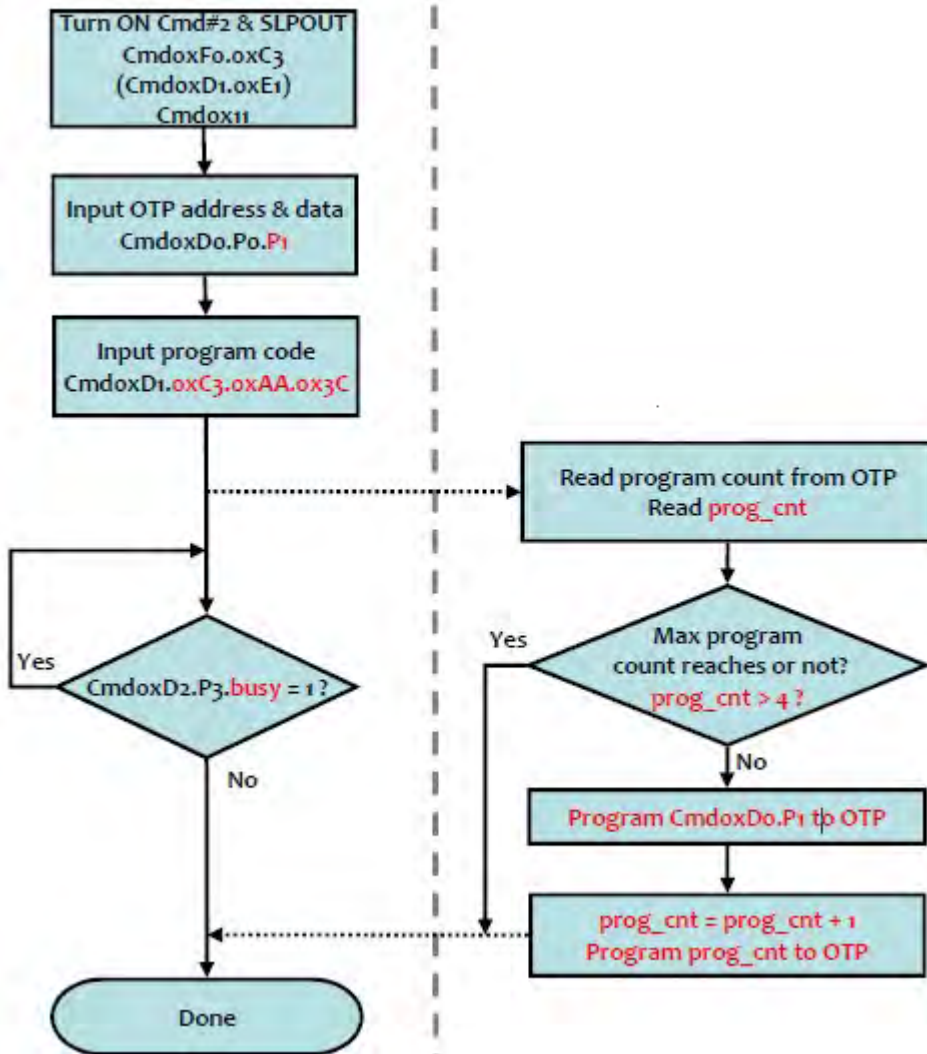 Turn ON Cmd#2 & SLPOUT
Cmd0xF0.0xC3
(Cmd0xD1.0xE1)
Cmd0x11
Input OTP address & data
Cmd0xD0.P0.P1
Input program code
Cmd0xD1.0xC3.0xAA.0x3C
Read program count from OTP
Read prog_cnt
Yes
Cmd0xD2.P3.busy = 1 ?
No
Yes
Max program
count reaches or not?
prog_cnt > 4 ?
No
Program Cmd0xD0.P1 to OTP
prog_cnt = prog_cnt + 1
Program prog_cnt to OTP
Done